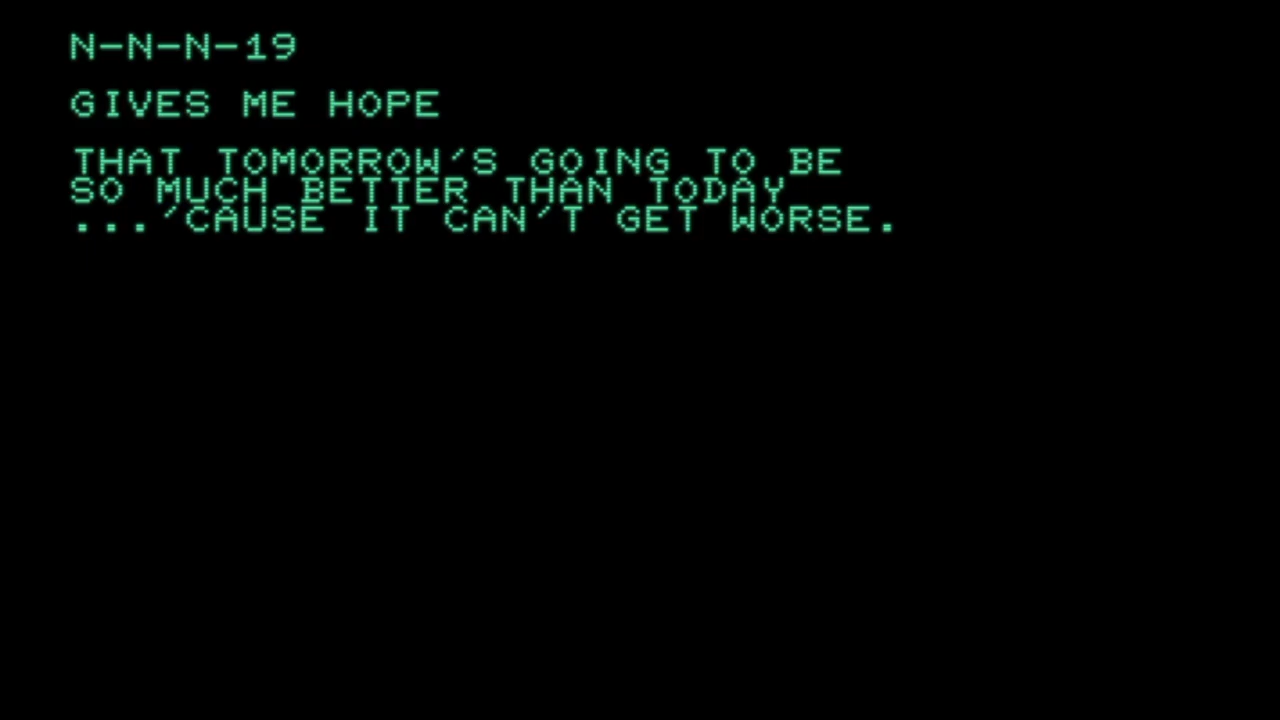 N-N-N-19
GIVES ME HOPE
THAT TOMORROW'S GOING TO BE
SO MUCH BETTER THAN TODAY
...'CAUSE IT CAN'T GET WORSE.